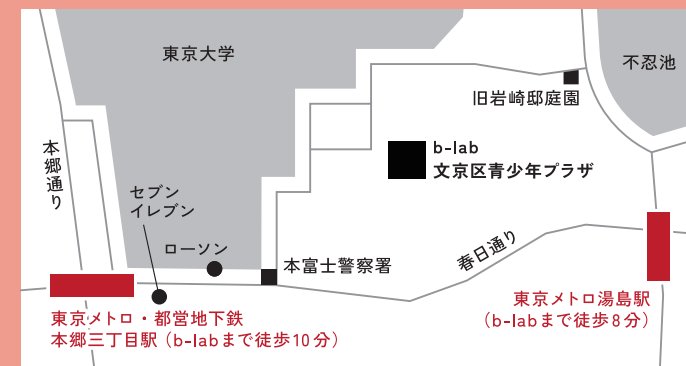 東京大学
不忍池
旧岩崎邸庭園
b-lab
文京区青少年プラザ
本郷通り
セブン
イレブン
ローソン
本富士警察署
春日通り
東京メトロ・都営地下鉄
本郷三丁目駅（b-labまで徒歩10分）
東京メトロ湯島駅
（b-labまで徒歩8分）